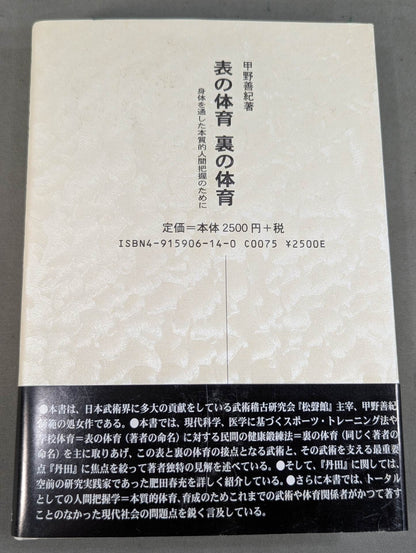 甲野善紀著
表の体育 裏の体育
身体を通した本質的人間把握のために
定価＝本体2500円＋税
ISBN4-915906-14-0 C0075 ¥2500E
●本書は、日本武術界に多大の貢献をしている武術稽古研究会『松聲館』主宰、甲野善紀
師範の処女作である。●本書では、現代科学、医学に基づくスポーツ・トレーニング法や
学校体育＝表の体育（著者の命名）に対する民間の健康鍛練法＝裏の体育（同じく著者の
命名）を主に取りあげ、この表と裏の体育の接点となる武術と、その武術を支える最重要
点『丹田』に焦点を絞って著者独特の見解を述べている。●そして、『丹田』に関しては、
空前の研究実践家であった肥田春充を詳しく紹介している。●さらに本書では、トータル
としての人間把握学＝本質的体育、育成のためこれまでの武術や体育関係者がかつて著す
ことのなかった現代社会の問題点を鋭く言及している。